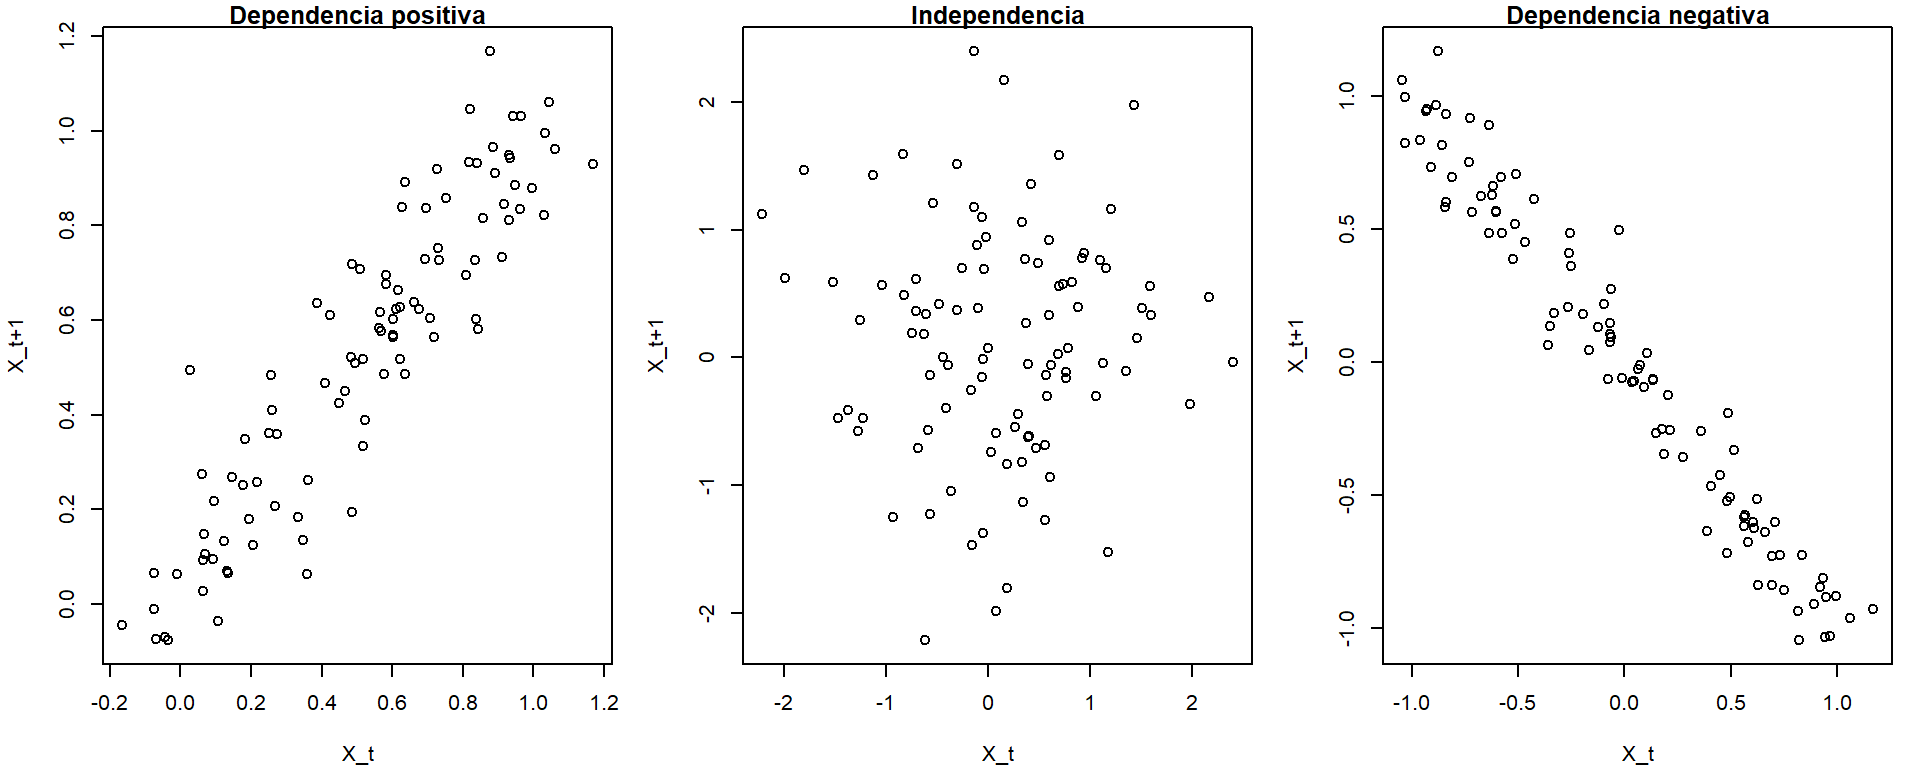 Dependencia positiva
1.2
1.0
0.8
0.6
0.4
0.2
0.0
X_t+1
-0.2 0.0 0.2 0.4 0.6 0.8 1.0 1.2
X_t
Independencia
2
1
0
-1
-2
X_t+1
-2 -1 0 1 2
X_t
Dependencia negativa
1.0
0.5
0.0
-0.5
-1.0
X_t+1
-1.0 -0.5 0.0 0.5 1.0
X_t